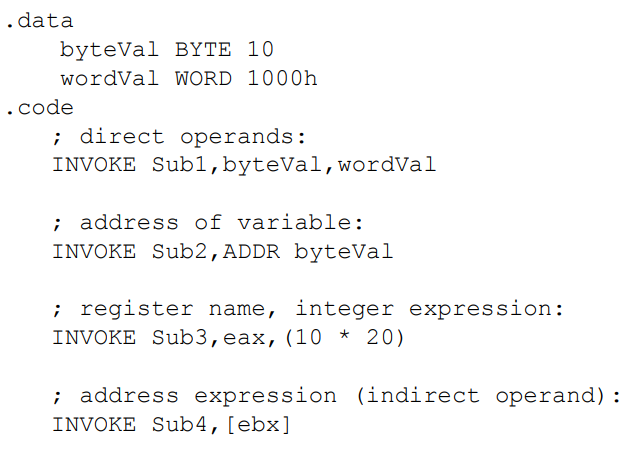 .data
byteVal BYTE 10
wordVal WORD 1000h
.code
; direct operands:
INVOKE Sub1,byteVal,wordVal
; address of variable:
INVOKE Sub2,ADDR byteVal
; register name, integer expression:
INVOKE Sub3,eax,(10 * 20)
; address expression (indirect operand):
INVOKE Sub4,[ebx]